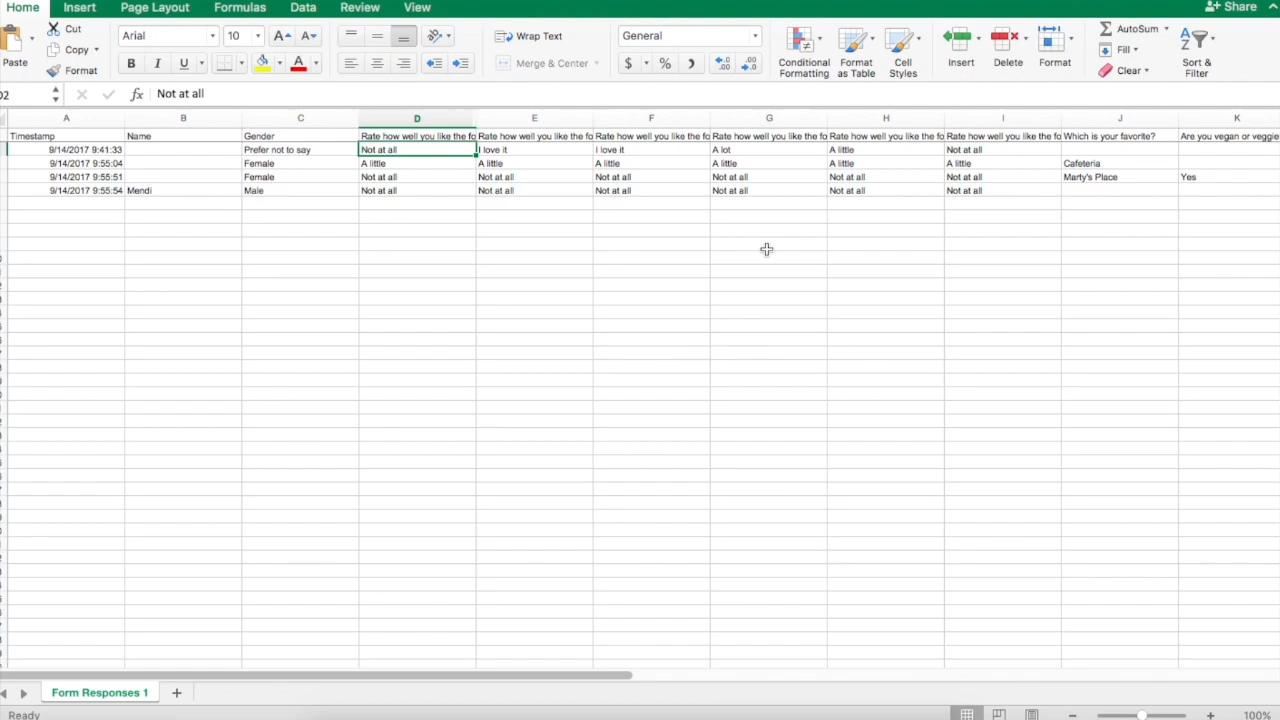 Home Insert Page Layout Formulas Data Review View Share
Cut
Copy
Paste
Format
Arial 10 A A
B I U A
Wrap Text
Merge & Center
General
$ % )
.0 .00
.00 .0
Conditional Formatting
Format as Table
Cell Styles
Insert
Delete
Format
AutoSum
Fill
Clear
A
Z
Sort & Filter
fx Not at all
A B C D E F G H I J K
Timestamp Name Gender Rate how well you like the fo Rate how well you like the fo Rate how well you like the fo Rate how well you like the fo Rate how well you like the fo Rate how well you like the fo Which is your favorite? Are you vegan or veggie
9/14/2017 9:41:33 Prefer not to say Not at all I love it I love it A lot A little Not at all
9/14/2017 9:55:04 Female A little A little A little A little A little A little Cafeteria
9/14/2017 9:55:51 Female Not at all Not at all Not at all Not at all Not at all Not at all Marty's Place Yes
9/14/2017 9:55:54 Mendi Male Not at all Not at all Not at all Not at all Not at all Not at all
Form Responses 1 +
Ready 100%